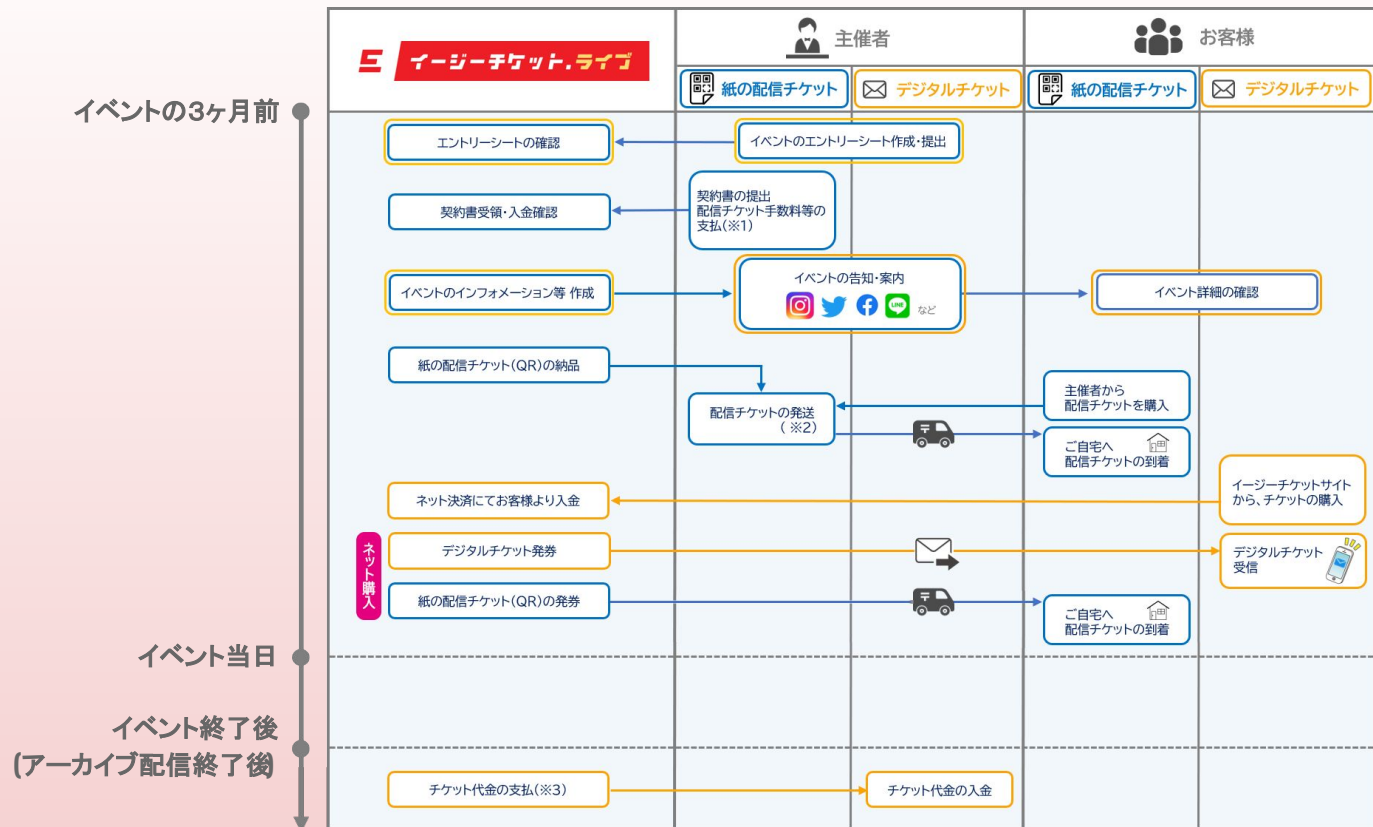 イージーチケット.ライブ
主催者
お客様
紙の配信チケット
デジタルチケット
紙の配信チケット
デジタルチケット
イベントの3ヶ月前
エントリーシートの確認
イベントのエントリーシート作成・提出
契約書受領・入金確認
契約書の提出
配信チケット手数料等の
支払(※1)
イベントのインフォメーション等 作成
イベントの告知・案内
LINE
など
イベント詳細の確認
紙の配信チケット(QR)の納品
配信チケットの発送
( ※2)
主催者から
配信チケットを購入
〒
ご自宅へ
配信チケットの到着
ネット決済にてお客様より入金
イージーチケットサイト
から、チケットの購入
ネット購入
デジタルチケット発券
デジタルチケット
受信
紙の配信チケット(QR)の発券
〒
ご自宅へ
配信チケットの到着
イベント当日
イベント終了後
(アーカイブ配信終了後)
チケット代金の支払(※3)
チケット代金の入金